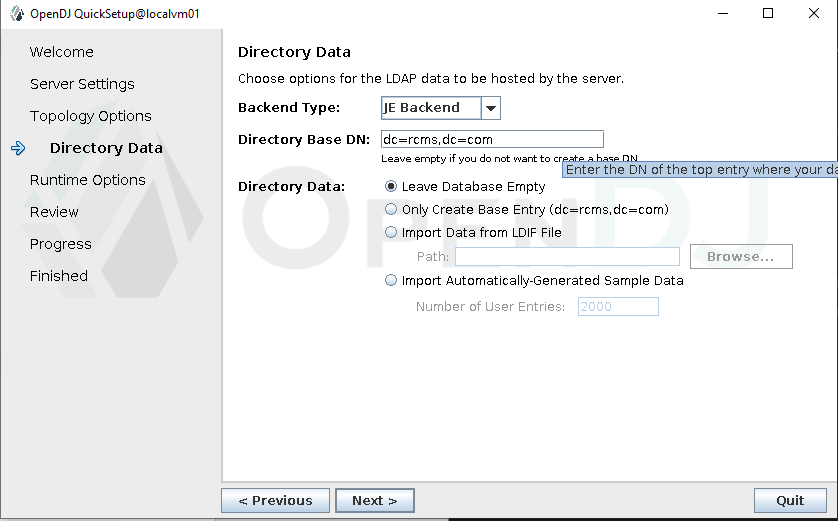 OpenDJ QuickSetup@localvm01
Welcome
Server Settings
Topology Options
Directory Data
Runtime Options
Review
Progress
Finished
Directory Data
Choose options for the LDAP data to be hosted by the server.
Backend Type: JE Backend
Directory Base DN: dc=rcms,dc=com
Leave empty if you do not want to create a base DN
Enter the DN of the top entry where your da
Directory Data: Leave Database Empty
Only Create Base Entry (dc=rcms,dc=com)
Import Data from LDIF File
Path: Browse...
Import Automatically-Generated Sample Data
Number of User Entries: 2000
OPENDJ
< Previous Next > Quit